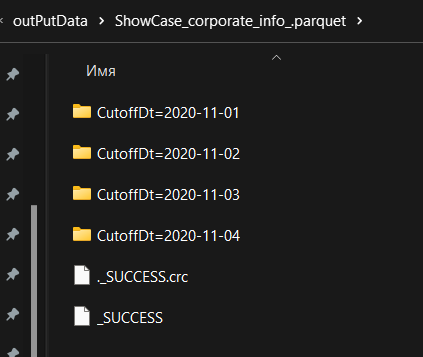 outPutData > ShowCase_corporate_info_.parquet >
Имя
CutoffDt=2020-11-01
CutoffDt=2020-11-02
CutoffDt=2020-11-03
CutoffDt=2020-11-04
._SUCCESS.crc
_SUCCESS